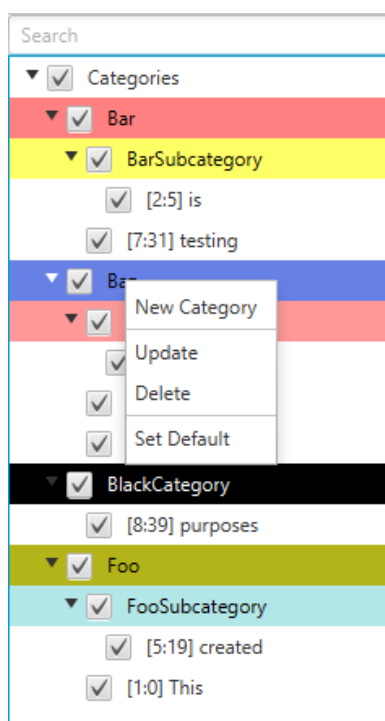 Search
Categories
Bar
BarSubcategory
[2:5] is
[7:31] testing
New Category
Update
Delete
Set Default
BlackCategory
[8:39] purposes
Foo
FooSubcategory
[5:19] created
[1:0] This